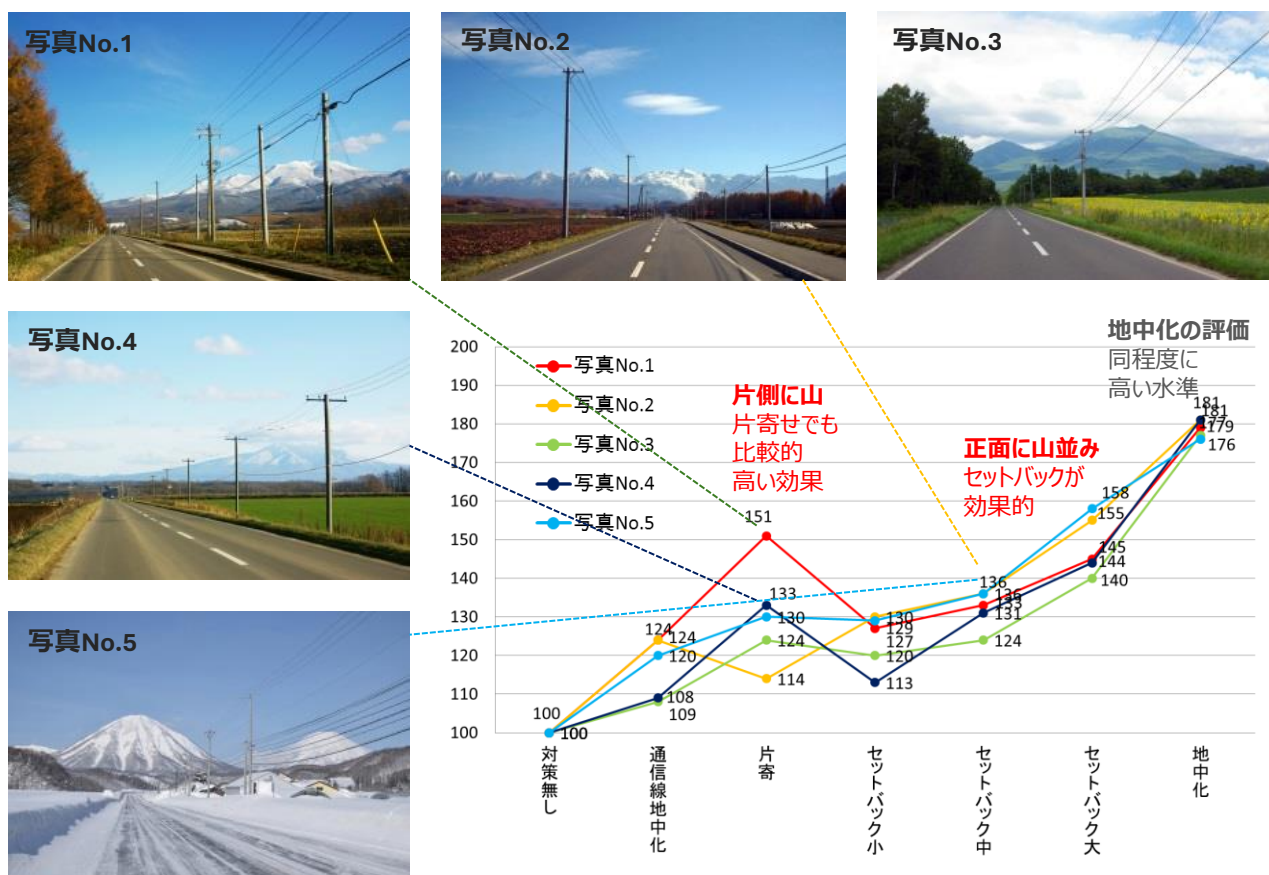 写真No.1
写真No.2
写真No.3
写真No.4
写真No.5
地中化の評価
同程度に
高い水準
片側に山
片寄せでも
比較的
高い効果
正面に山並み
セットバックが
効果的
写真No.1
写真No.2
写真No.3
写真No.4
写真No.5
200
190
180
170
160
150
140
130
120
110
100
100
100
124
124
120
108
109
151
133
130
124
114
130
129
127
120
113
136
136
133
131
124
158
155
145
144
140
181
181
177
179
176
対策無し
通信線地中化
片寄
セットバック小
セットバック中
セットバック大
地中化